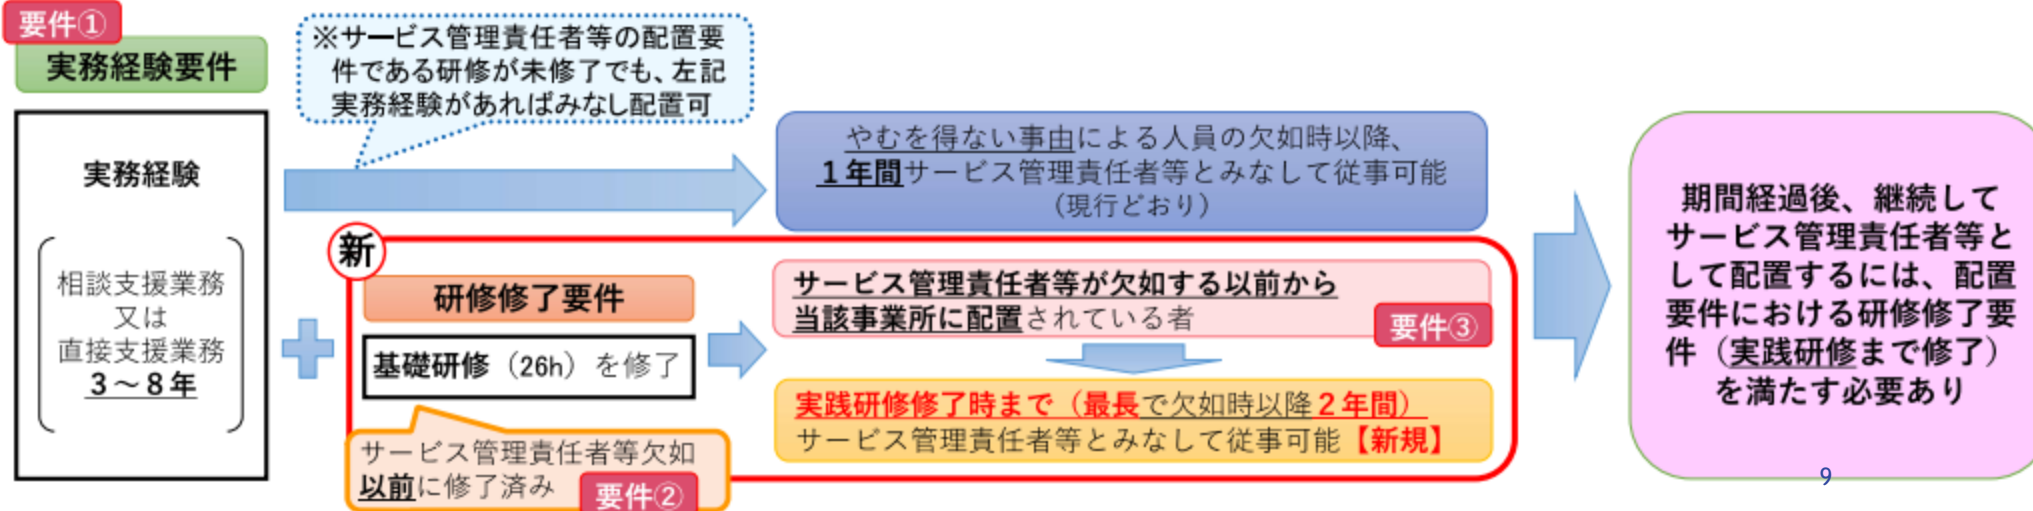 要件①
実務経験要件
実務経験
相談支援業務
又は
直接支援業務
3～8年
※サービス管理責任者等の配置要
件である研修が未修了でも、左記
実務経験があればみなし配置可
やむを得ない事由による人員の欠如時以降、
１年間サービス管理責任者等とみなして従事可能
（現行どおり）
新
研修修了要件
基礎研修（26h）を修了
サービス管理責任者等欠如
以前に修了済み
要件②
サービス管理責任者等が欠如する以前から
当該事業所に配置されている者
要件③
実践研修修了時まで（最長で欠如時以降２年間）
サービス管理責任者等とみなして従事可能【新規】
期間経過後、継続して
サービス管理責任者等と
して配置するには、配置
要件における研修修了要
件（実践研修まで修了）
を満たす必要あり
9